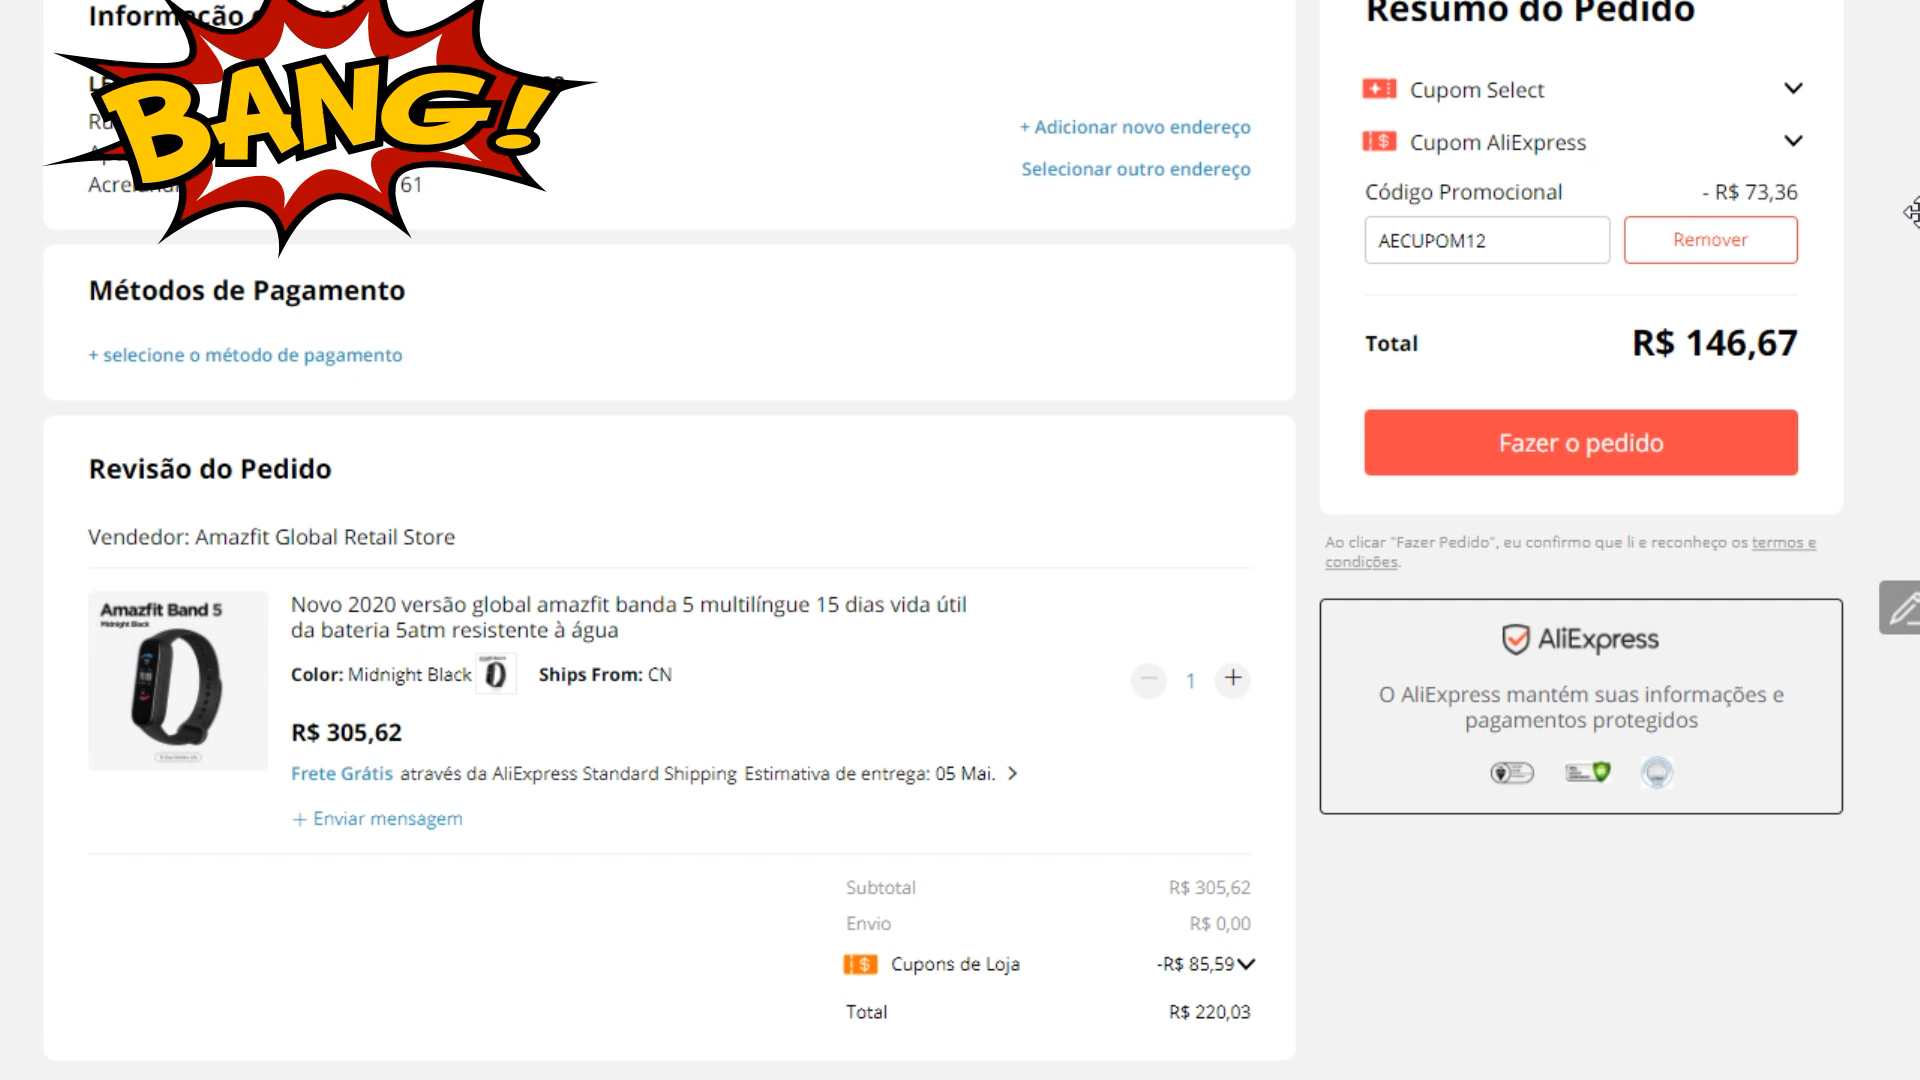 Resumo do Pedido
BANG!
61
+ Adicionar novo endereço
Selecionar outro endereço
Métodos de Pagamento
+ selecione o método de pagamento
Revisão do Pedido
Vendedor: Amazfit Global Retail Store
Amazfit Band 5
Midnight Black
Novo 2020 versão global amazfit banda 5 multilíngue 15 dias vida útil
da bateria 5atm resistente à água
Color: Midnight Black Ships From: CN
1
R$ 305,62
Frete Grátis através da AliExpress Standard Shipping Estimativa de entrega: 05 Mai.
+ Enviar mensagem
Subtotal R$ 305,62
Envio R$ 0,00
Cupons de Loja -R$ 85,59
Total R$ 220,03
Cupom Select
Cupom AliExpress
Código Promocional - R$ 73,36
AECUPOM12 Remover
Total R$ 146,67
Fazer o pedido
Ao clicar "Fazer Pedido", eu confirmo que li e reconheço os termos e
condições.
AliExpress
O AliExpress mantém suas informações e
pagamentos protegidos